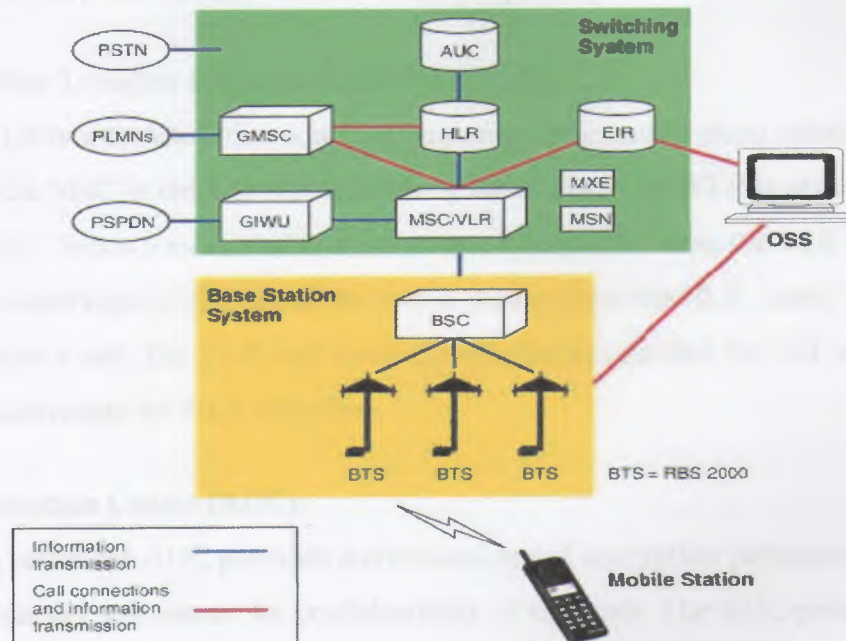 Switching
System
PSTN
AUC
PLMNs
GMSC
HLR
EIR
MXE
MSN
PSPDN
GIWU
MSC/VLR
OSS
Base Station
System
BSC
BTS
BTS
BTS
BTS = RBS 2000
Information
transmission
Call connections
and information
transmission
Mobile Station